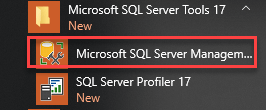 Microsoft SQL Server Tools 17
New
Microsoft SQL Server Managem...
SQL Server Profiler 17
New